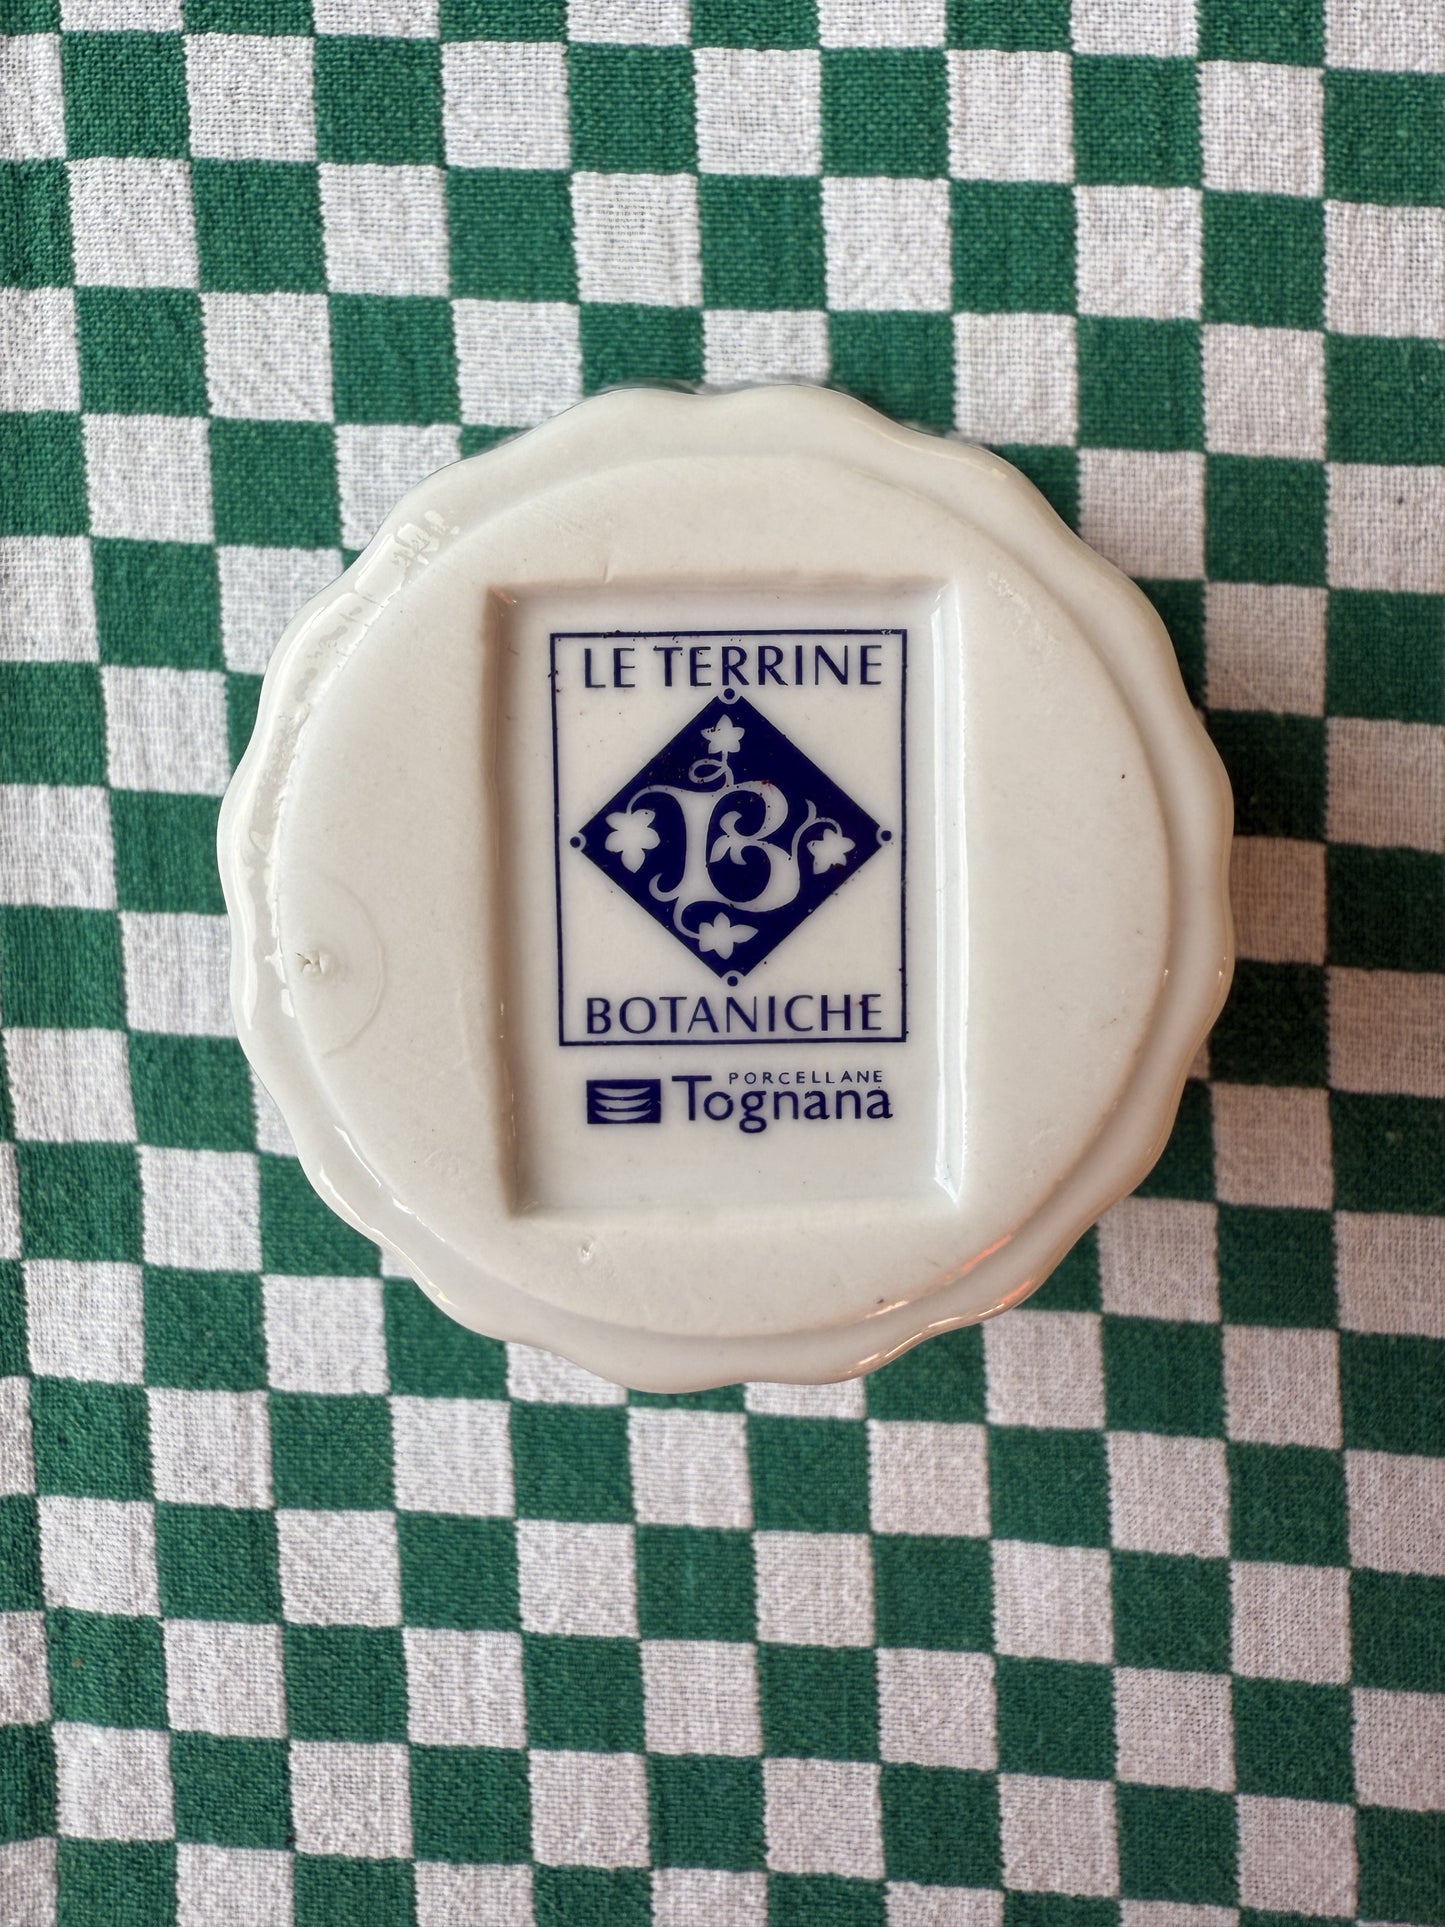 LE TERRINE
B
BOTANICHE
PORCELLANE
Tognana